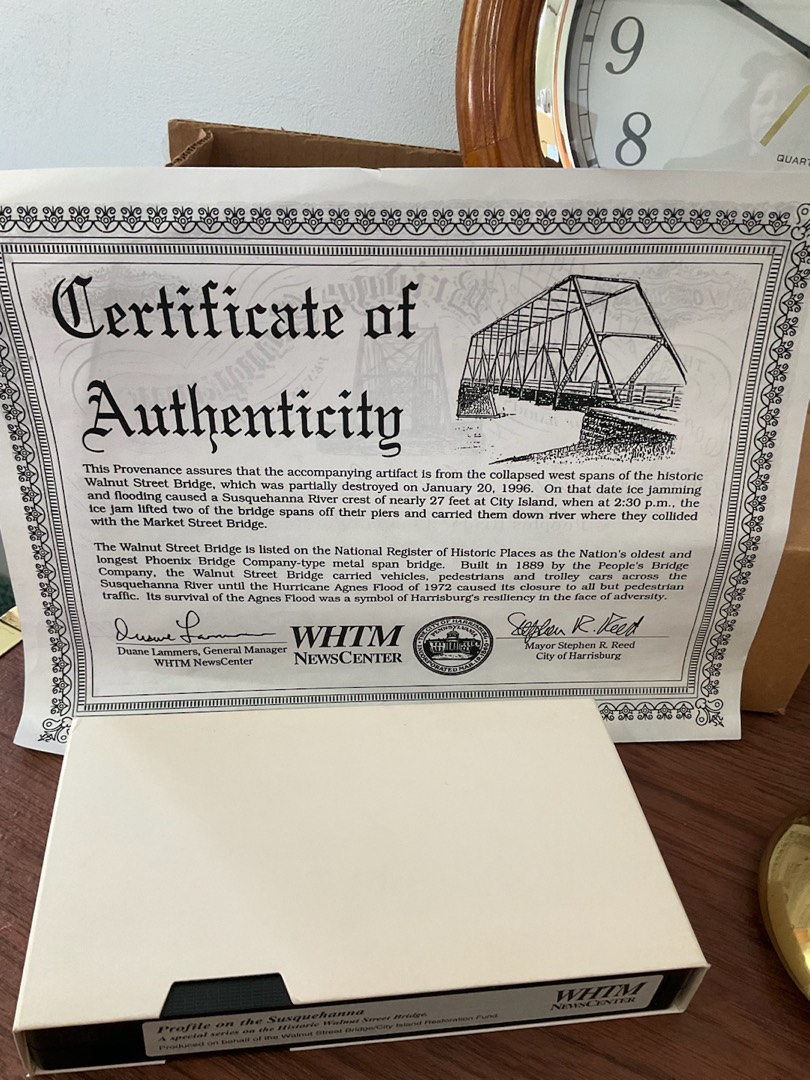 9
8
QUART
Certificate of
Authenticity
This Provenance assures that the accompanying artifact is from the collapsed west spans of the historic
Walnut Street Bridge, which was partially destroyed on January 20, 1996. On that date ice jamming
and flooding caused a Susquehanna River crest of nearly 27 feet at City Island, when at 2:30 p.m., the
ice jam lifted two of the bridge spans off their piers and carried them down river where they collided
with the Market Street Bridge.
The Walnut Street Bridge is listed on the National Register of Historic Places as the Nation's oldest and
longest Phoenix Bridge Company-type metal span bridge. Built in 1889 by the People's Bridge
Company, the Walnut Street Bridge carried vehicles, pedestrians and trolley cars across the
Susquehanna River until the Hurricane Agnes Flood of 1972 caused its closure to all but pedestrian
traffic. Its survival of the Agnes Flood was a symbol of Harrisburg's resiliency in the face of adversity.
Duane Lammers
Duane Lammers, General Manager
WHTM NewsCenter
WHTM
NEWSCENTER
CITY OF HARRISBURG
PENNSYLVANIA
INCORPORATED
Stephen R. Reed
Mayor Stephen R. Reed
City of Harrisburg
Profile on the Susquehanna
A special series on the Historic Walnut Street Bridge.
Produced on behalf of the Walnut Street Bridge/City Island Restoration Fund.
WHTM
NEWSCENTER